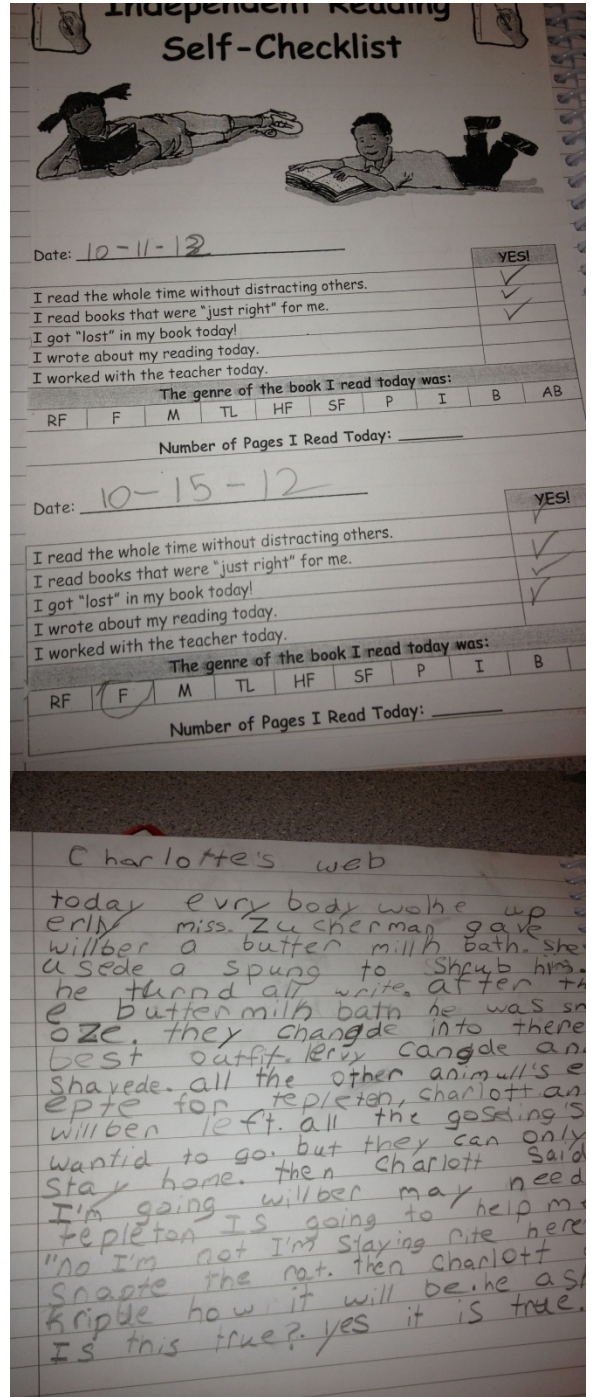 Independent Reading
Self-Checklist
Date: 10-11-12
YES!
I read the whole time without distracting others.
I read books that were "just right" for me.
I got "lost" in my book today!
I wrote about my reading today.
I worked with the teacher today.
The genre of the book I read today was:
RF F M TL HF SF P I B AB
Number of Pages I Read Today:
Date: 10-15-12
YES!
I read the whole time without distracting others.
I read books that were "just right" for me.
I got "lost" in my book today!
I wrote about my reading today.
I worked with the teacher today.
The genre of the book I read today was:
RF F M TL HF SF P I B
Number of Pages I Read Today:
Charlotte's web
today evry body woke up
erly miss. Zucherman gave
willber a butter milk bath. she
usede a spung to Shrub him.
he turnd all write. after th
e buttermilk bath he was sn
oze. they changde into there
best outfit. lervy cangde an
shavede. all the other animull's e
epte for tepleton, charlott an
willber left. all the gosding's
wantid to go. but they can only
stay home. then charlott said
I'm going willber may need
tepleton Is going to help m
"no I'm not I'm staying rite here
snapte the rat. then charlott
how it will be. he as
Is this true? yes it is true.